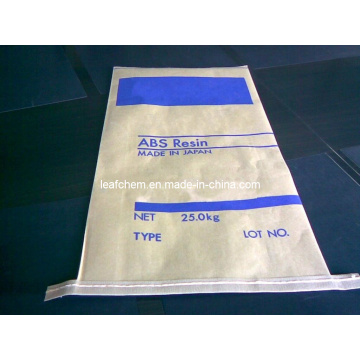 ABS Resin
MADE IN JAPAN
leafchem.en.made-in-china.com
NET 25.0kg
TYPE LOT NO.